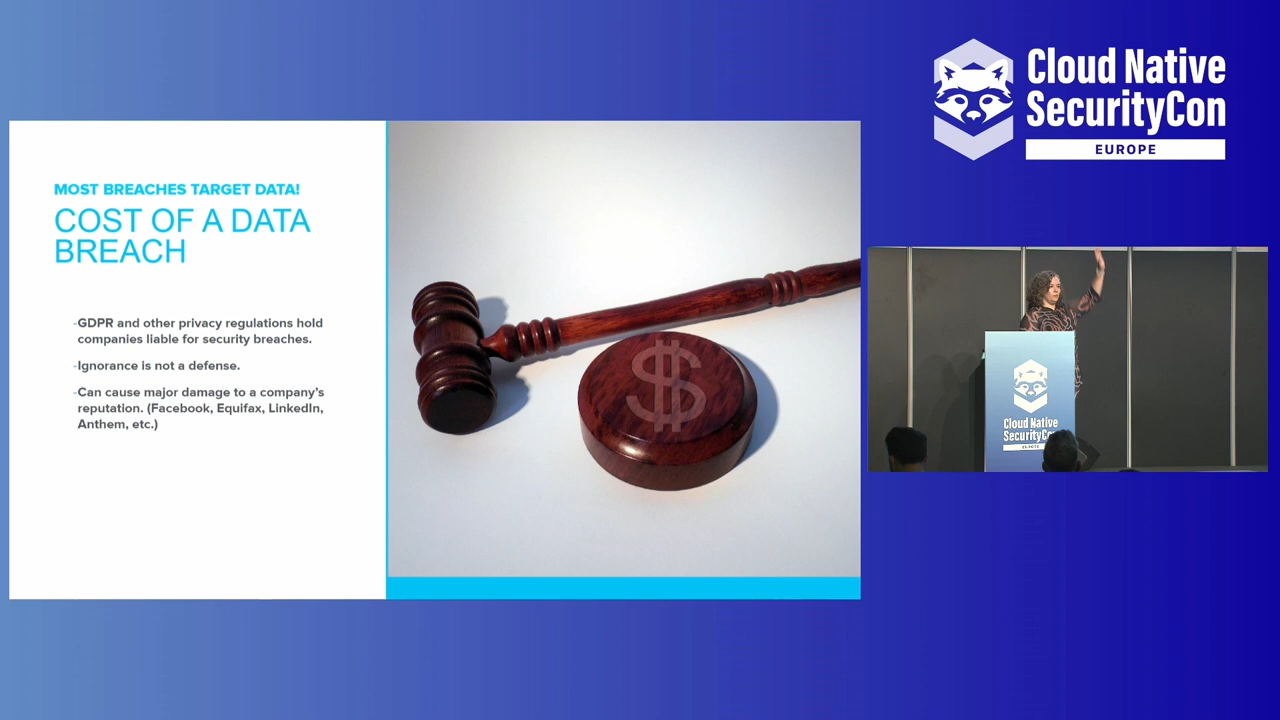 MOST BREACHES TARGET DATA!
COST OF A DATA
BREACH
-GDPR and other privacy regulations hold
companies liable for security breaches.
-Ignorance is not a defense.
-Can cause major damage to a company's
reputation. (Facebook, Equifax, LinkedIn,
Anthem, etc.)
$
Cloud Native
SecurityCon
EUROPE
Cloud Native
SecurityCon
EUROPE